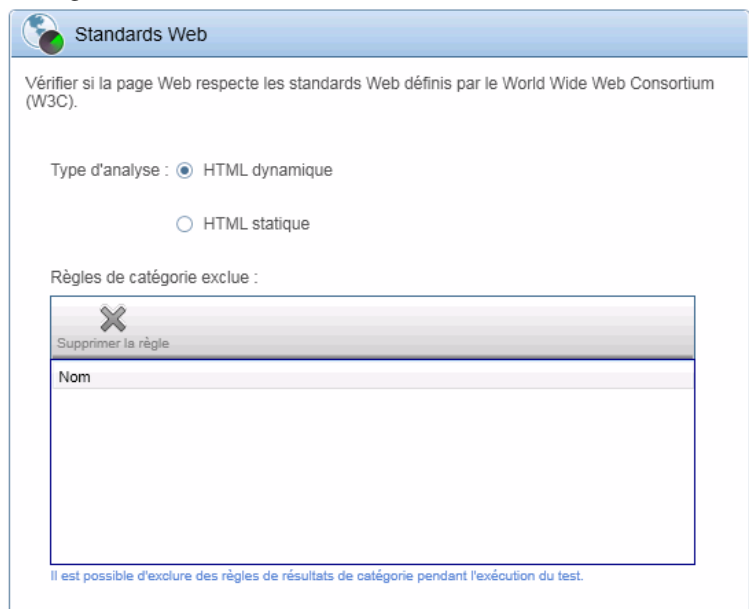 Standards Web
Vérifier si la page Web respecte les standards Web définis par le World Wide Web Consortium
(W3C).
Type d'analyse : HTML dynamique
HTML statique
Règles de catégorie exclue :
Supprimer la règle
Nom
Il est possible d'exclure des règles de résultats de catégorie pendant l'exécution du test.